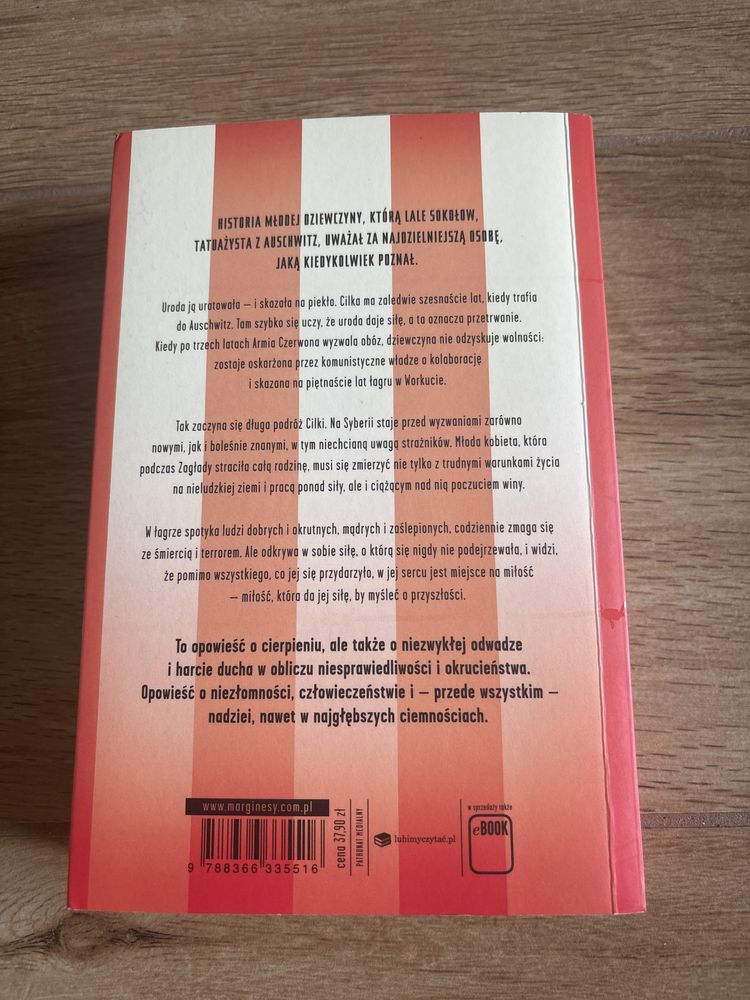 HISTORIA MŁODEJ DZIEWCZYNY, KTÓRĄ LALE SOKOŁOW,
TATUAŻYSTA Z AUSCHWITZ, UWAŻAŁ ZA NAJDZIELNIEJSZĄ OSOBĘ,
JAKĄ KIEDYKOLWIEK POZNAŁ.
Uroda ją uratowała – i skazała na piekło. Cilka ma zaledwie szesnaście lat, kiedy trafia
do Auschwitz. Tam szybko się uczy, że uroda daje siłę, a ta oznacza przetrwanie.
Kiedy po trzech latach Armia Czerwona wyzwala obóz, dziewczyna nie odzyskuje wolności:
zostaje oskarżona przez komunistyczne władze o kolaborację
i skazana na piętnaście lat łagru w Workucie.
Tak zaczyna się długa podróż Cilki. Na Syberii staje przed wyzwaniami zarówno
nowymi, jak i boleśnie znanymi, w tym niechcianą uwagą strażników. Młoda kobieta, która
podczas Zagłady straciła całą rodzinę, musi się zmierzyć nie tylko z trudnymi warunkami życia
na nieludzkiej ziemi i pracą ponad siły, ale i ciążącym nad nią poczuciem winy.
W łagrze spotyka ludzi dobrych i okrutnych, mądrych i zaślepionych, codziennie zmaga się
ze śmiercią i terrorem. Ale odkrywa w sobie siłę, o którą się nigdy nie podejrzewała, i widzi,
że pomimo wszystkiego, co jej się przydarzyło, w jej sercu jest miejsce na miłość
– miłość, która da jej siłę, by myśleć o przyszłości.
To opowieść o cierpieniu, ale także o niezwykłej odwadze
i harcie ducha w obliczu niesprawiedliwości i okrucieństwa.
Opowieść o niezłomności, człowieczeństwie i – przede wszystkim –
nadziei, nawet w najgłębszych ciemnościach.
www.marginesy.com.pl
9 788366 335516
cena 37,90 zł
PATRONAT MEDIALNY
lubimyczytać.pl
w sprzedaży także
eBOOK